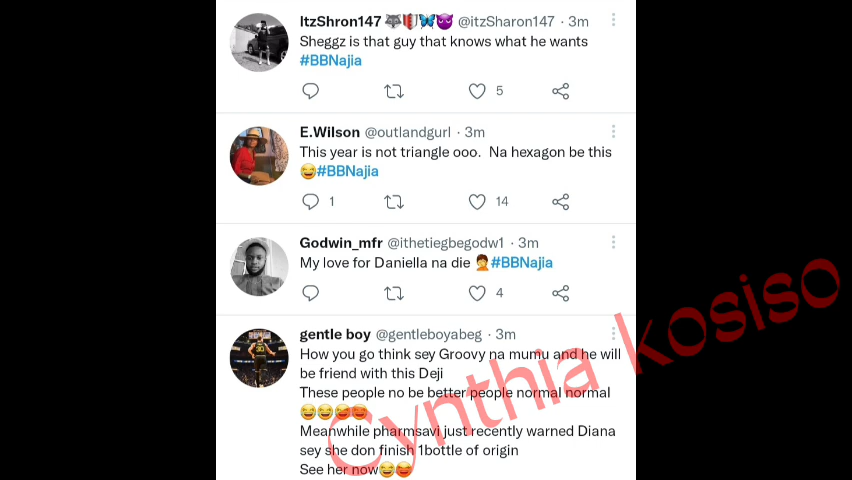 ItzShron147 @itzSharon147 · 3m
Sheggz is that guy that knows what he wants
#BBNajia
5
E.Wilson @outlandgurl · 3m
This year is not triangle ooo. Na hexagon be this
😂#BBNajia
1 14
Godwin_mfr @ithetiegbegodw1 · 3m
My love for Daniella na die 🤦#BBNajia
4
gentle boy @gentleboyabeg · 3m
How you go think sey Groovy na mumu and he will
be friend with this Deji
These people no be better people normal normal
😂😂😂😂
Meanwhile pharmsavi just recently warned Diana
sey she don finish 1bottle of origin
See her now😂😂
Cynthia kosiso